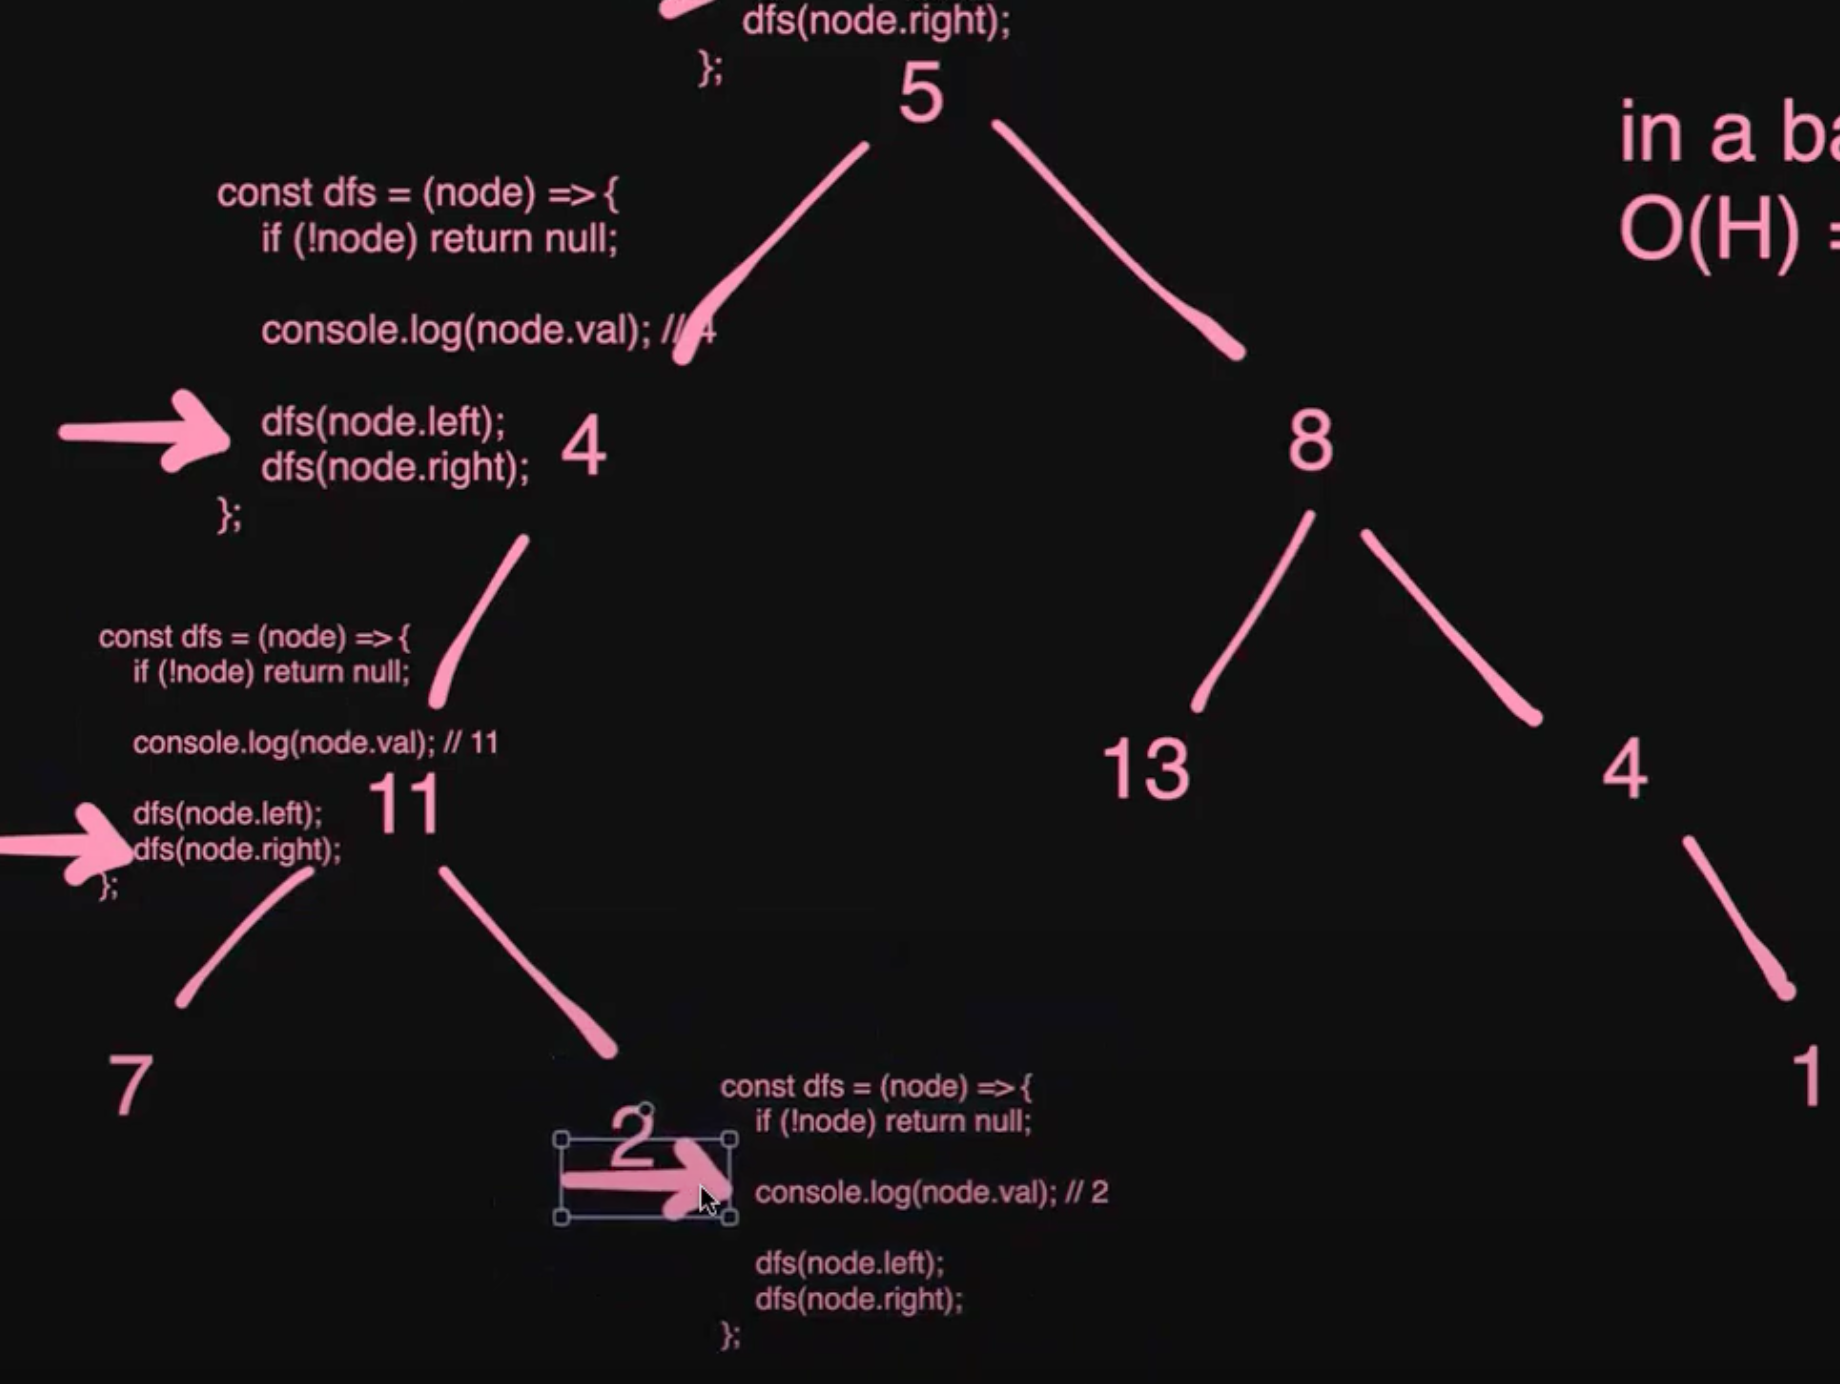 dfs(node.right);
};
5
in a
O(H)
const dfs = (node) => {
if (!node) return null;
console.log(node.val); // 4
dfs(node.left);
dfs(node.right);
};
4
8
const dfs = (node) => {
if (!node) return null;
console.log(node.val); // 11
dfs(node.left);
dfs(node.right);
};
11
13
4
7
2
1
const dfs = (node) => {
if (!node) return null;
console.log(node.val); // 2
dfs(node.left);
dfs(node.right);
};